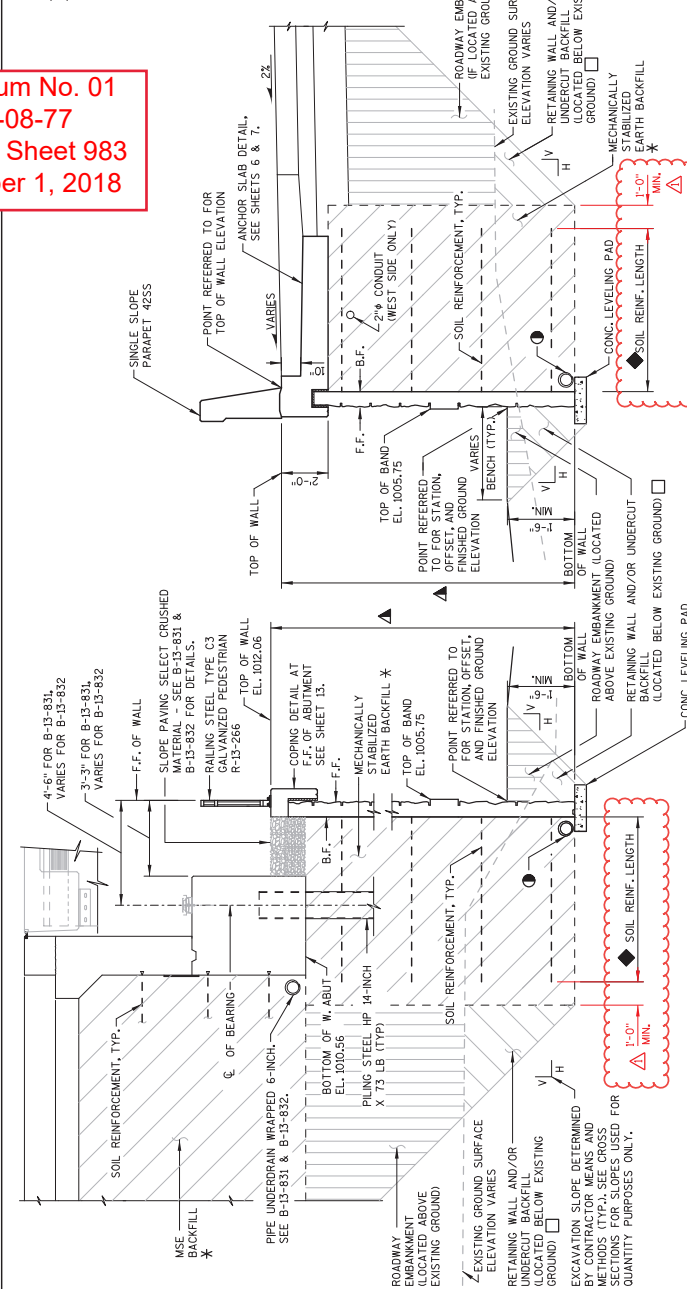 um No. 01
-08-77
Sheet 983
er 1, 2018
SINGLE SLOPE
PARAPET 42SS
POINT REFERRED TO FOR
TOP OF WALL ELEVATION
ANCHOR SLAB DETAIL,
SEE SHEETS 6 & 7.
VARIES
2%
10"
TOP OF WALL
2'-0"
B.F.
F.F.
2"ϕ CONDUIT
(WEST SIDE ONLY)
SOIL REINFORCEMENT, TYP.
ROADWAY EMB
(IF LOCATED A
EXISTING GROU
EXISTING GROUND SUR
ELEVATION VARIES
RETAINING WALL AND/
UNDERCUT BACKFILL
(LOCATED BELOW EXIS
GROUND) □
V
H
MECHANICALLY
STABILIZED
EARTH BACKFILL
*
TOP OF BAND
EL. 1005.75
POINT REFERRED
TO FOR STATION,
OFFSET, AND
FINISHED GROUND
ELEVATION
VARIES
BENCH (TYP.)
V
H
1'-6"
MIN.
BOTTOM
OF WALL
ROADWAY EMBANKMENT (LOCATED
ABOVE EXISTING GROUND)
RETAINING WALL AND/OR UNDERCUT
BACKFILL
(LOCATED BELOW EXISTING GROUND) □
CONC. LEVELING PAD
◆ SOIL REINF. LENGTH
1'-0"
MIN.
1
4'-6" FOR B-13-831,
VARIES FOR B-13-832
3'-3" FOR B-13-831,
VARIES FOR B-13-832
F.F. OF WALL
SLOPE PAVING SELECT CRUSHED
MATERIAL - SEE B-13-831 &
B-13-832 FOR DETAILS.
RAILING STEEL TYPE C3
GALVANIZED PEDESTRIAN
R-13-266
TOP OF WALL
EL. 1012.06
COPING DETAIL AT
F.F. OF ABUTMENT
SEE SHEET 13.
MECHANICALLY
STABILIZED
EARTH BACKFILL *
F.F.
B.F.
TOP OF BAND
EL. 1005.75
POINT REFERRED TO
FOR STATION, OFFSET,
AND FINISHED GROUND
ELEVATION
V
H
1'-6"
MIN.
BOTTOM
OF WALL
ROADWAY EMBANKMENT (LOCATED
ABOVE EXISTING GROUND)
RETAINING WALL AND/OR UNDERCUT
BACKFILL
(LOCATED BELOW EXISTING
GROUND) □
CONC. LEVELING PAD
SOIL REINFORCEMENT, TYP.
℄ OF BEARING
MSE
BACKFILL
*
PIPE UNDERDRAIN WRAPPED 6-INCH.
SEE B-13-831 & B-13-832.
BOTTOM OF W. ABUT
EL. 1010.56
PILING STEEL HP 14-INCH
X 73 LB (TYP)
SOIL REINFORCEMENT, TYP.
ROADWAY
EMBANKMENT
(LOCATED ABOVE
EXISTING GROUND)
EXISTING GROUND SURFACE
ELEVATION VARIES
RETAINING WALL AND/OR
UNDERCUT BACKFILL
(LOCATED BELOW EXISTING
GROUND) □
V
H
EXCAVATION SLOPE DETERMINED
BY CONTRACTOR MEANS AND
METHODS (TYP.). SEE CROSS
SECTIONS FOR SLOPES USED FOR
QUANTITY PURPOSES ONLY.
◆ SOIL REINF. LENGTH
1 1'-0"
MIN.